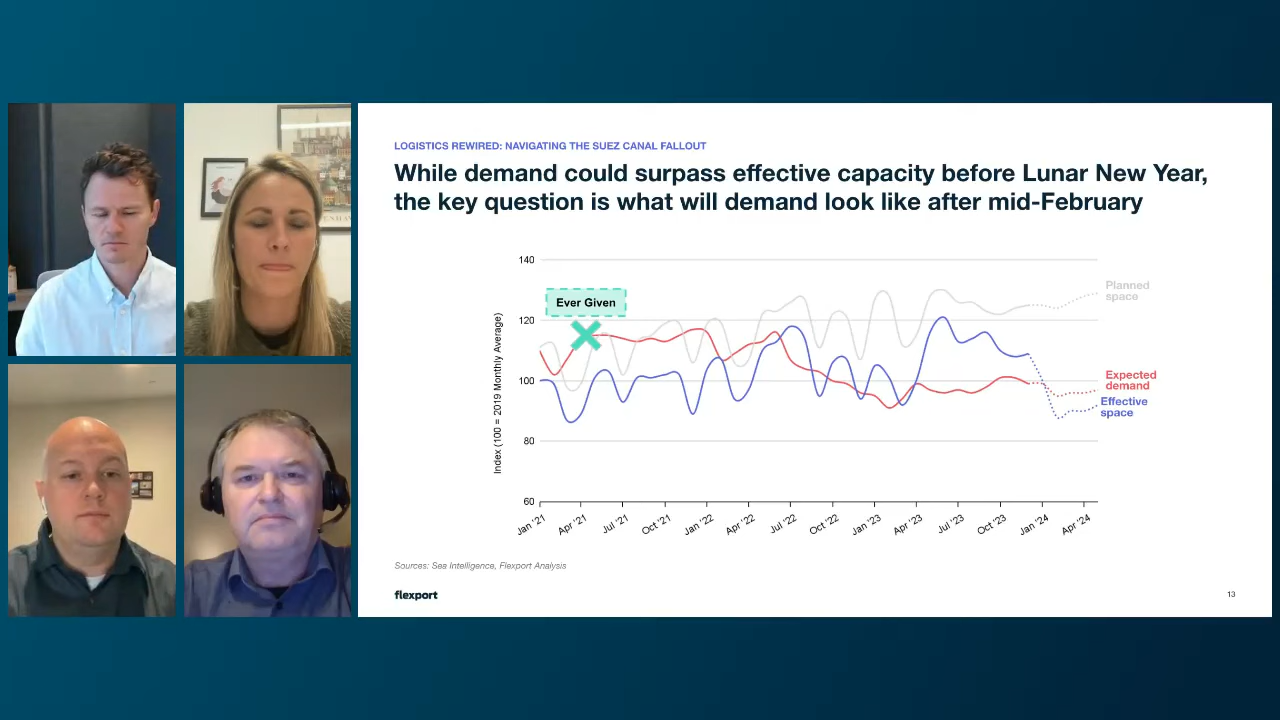 LOGISTICS REWIRED: NAVIGATING THE SUEZ CANAL FALLOUT
While demand could surpass effective capacity before Lunar New Year,
the key question is what will demand look like after mid-February
140
120
100
80
60
Index (100 = 2019 Monthly Average)
Ever Given
Planned
space
Expected
demand
Effective
space
Jan '21
Apr '21
Jul '21
Oct '21
Jan '22
Apr '22
Jul '22
Oct '22
Jan '23
Apr '23
Jul '23
Oct '23
Jan '24
Apr '24
Sources: Sea Intelligence, Flexport Analysis
flexport
13